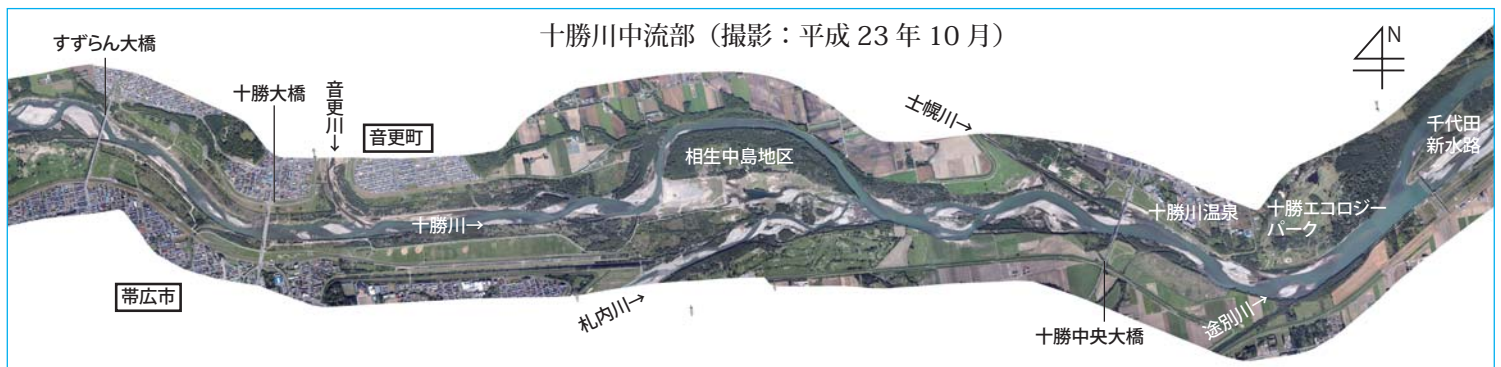 十勝川中流部（撮影：平成 23 年 10 月）
N
すずらん大橋
十勝大橋
音更川→
音更町
士幌川→
千代田
新水路
相生中島地区
十勝川→
十勝川温泉
十勝エコロジー
パーク
帯広市
札内川→
十勝中央大橋
途別川→